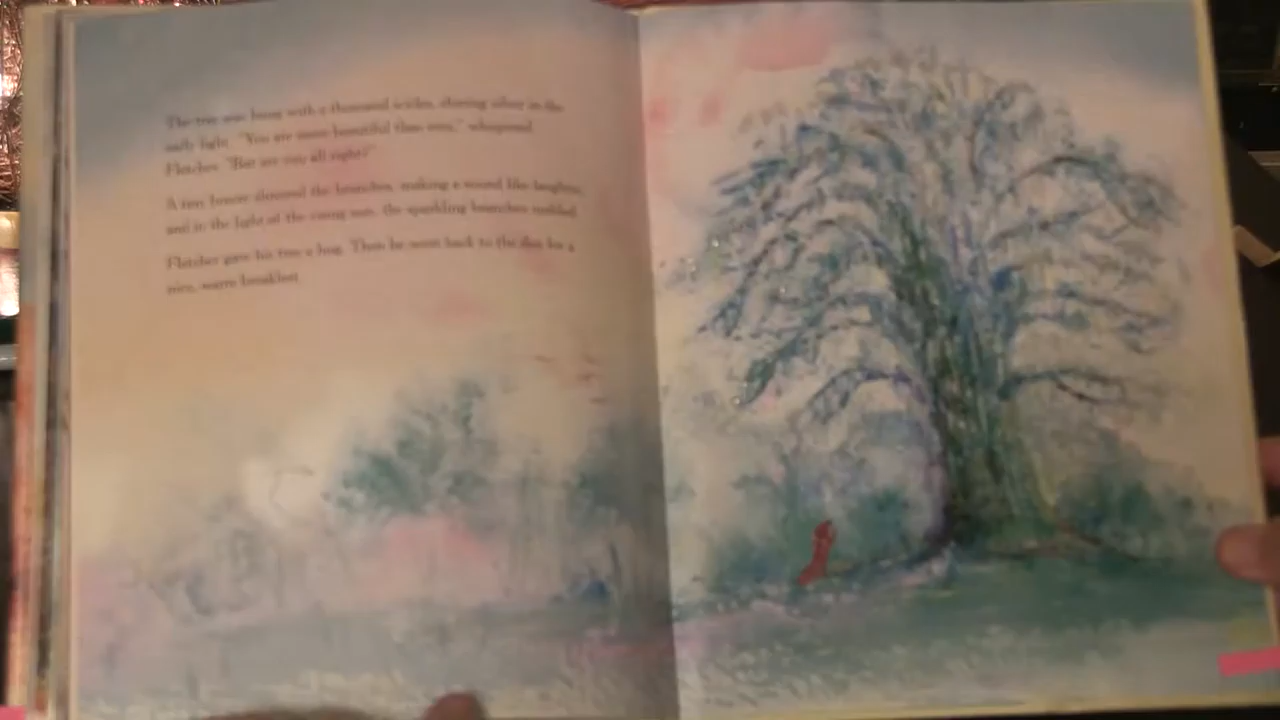 The tree was hung with a thousand icicles, shining silver in the
early light. "You are more beautiful than ever," whispered
Fletcher. "But are you all right?"
A tiny breeze shivered the branches, making a sound like laughter,
and in the light of the rising sun, the sparkling branches nodded.
Fletcher gave his tree a hug. Then he went back to the den for a
nice, warm breakfast.